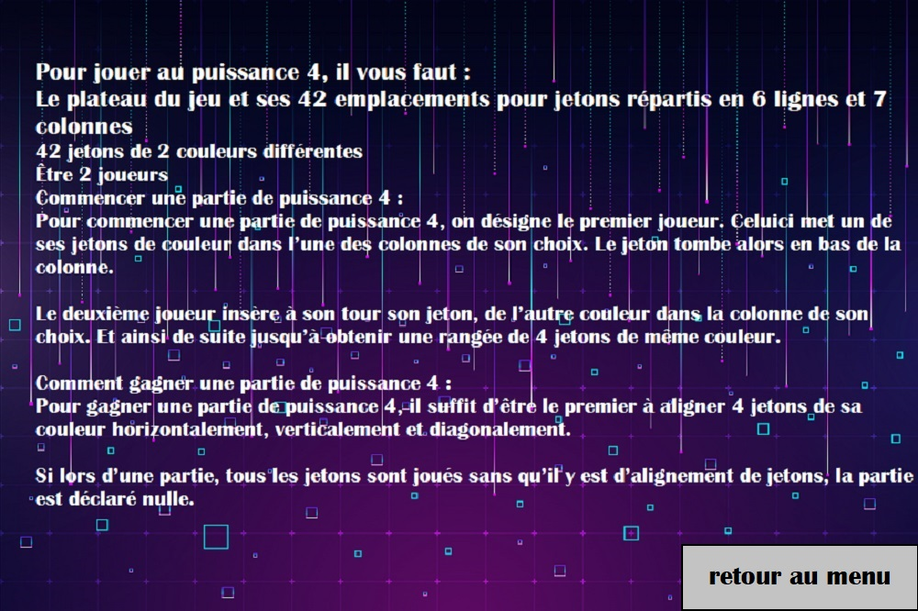 Pour jouer au puissance 4, il vous faut :
Le plateau du jeu et ses 42 emplacements pour jetons répartis en 6 lignes et 7
colonnes
42 jetons de 2 couleurs différentes
Être 2 joueurs
Commencer une partie de puissance 4 :
Pour commencer une partie de puissance 4, on désigne le premier joueur. Celuici met un de
ses jetons de couleur dans l'une des colonnes de son choix. Le jeton tombe alors en bas de la
colonne.
Le deuxième joueur insère à son tour son jeton, de l'autre couleur dans la colonne de son
choix. Et ainsi de suite jusqu'à obtenir une rangée de 4 jetons de même couleur.
Comment gagner une partie de puissance 4 :
Pour gagner une partie de puissance 4, il suffit d'être le premier à aligner 4 jetons de sa
couleur horizontalement, verticalement et diagonalement.
Si lors d'une partie, tous les jetons sont joués sans qu'il y est d'alignement de jetons, la partie
est déclaré nulle.
retour au menu